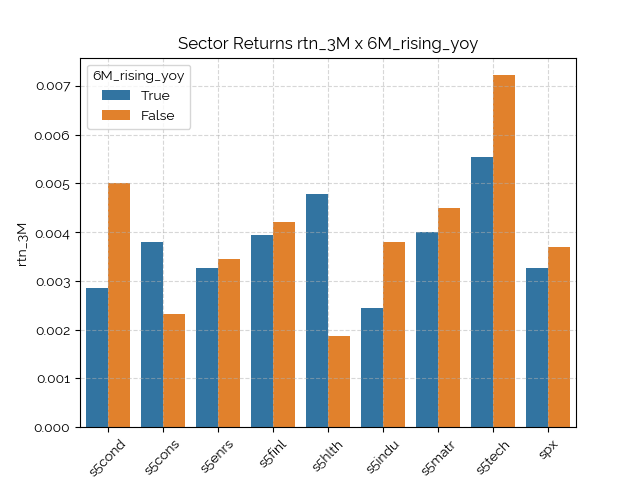 Sector Returns rtn_3M x 6M_rising_yoy
6M_rising_yoy
True
False
rtn_3M
0.007
0.006
0.005
0.004
0.003
0.002
0.001
0.000
s5cond
s5cons
s5enrs
s5finl
s5hlth
s5indu
s5matr
s5tech
spx